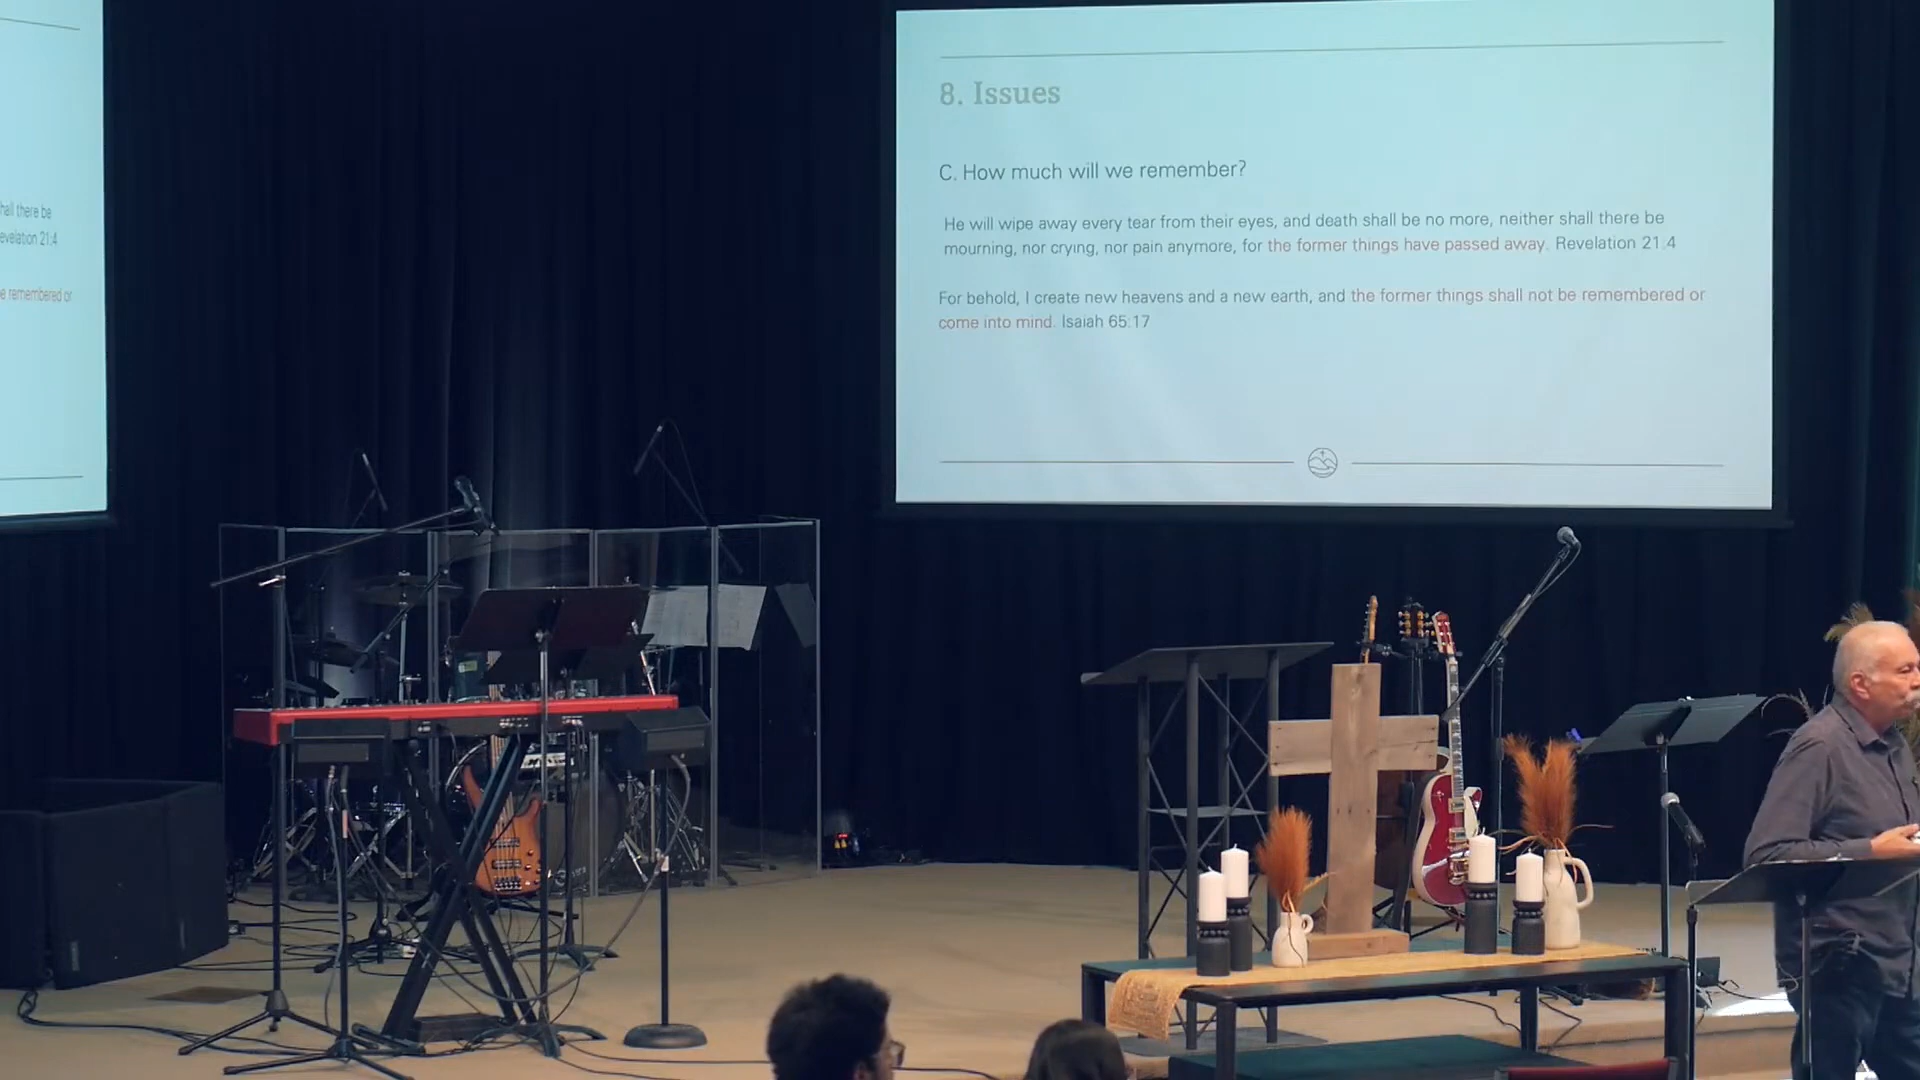 hall there be
evelation 21:4
e remembered or
8. Issues
C. How much will we remember?
He will wipe away every tear from their eyes, and death shall be no more, neither shall there be
mourning, nor crying, nor pain anymore, for the former things have passed away. Revelation 21:4
For behold, I create new heavens and a new earth, and the former things shall not be remembered or
come into mind. Isaiah 65:17